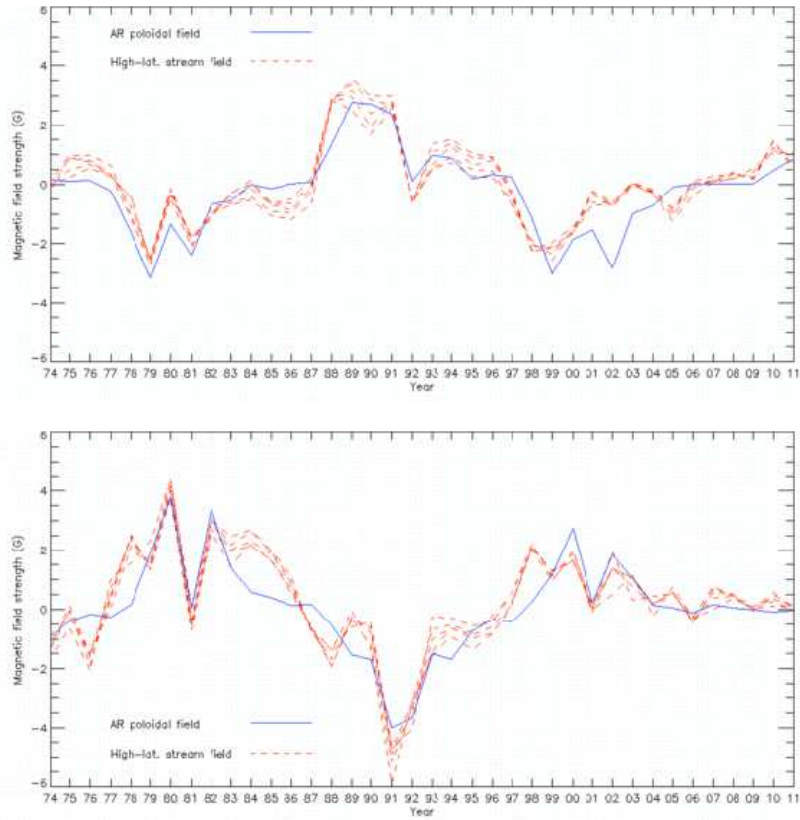 6
AR poloidal field
High-lat. stream field
4
2
0
-2
-4
-6
Magnetic field strength (G)
74 75 76 77 78 79 80 81 82 83 84 85 86 87 88 89 90 91 92 93 94 95 96 97 98 99 00 01 02 03 04 05 06 07 08 09 10 11
Year
6
4
2
0
-2
-4
-6
Magnetic field strength (G)
AR poloidal field
High-lat. stream field
74 75 76 77 78 79 80 81 82 83 84 85 86 87 88 89 90 91 92 93 94 95 96 97 98 99 00 01 02 03 04 05 06 07 08 09 10 11
Year